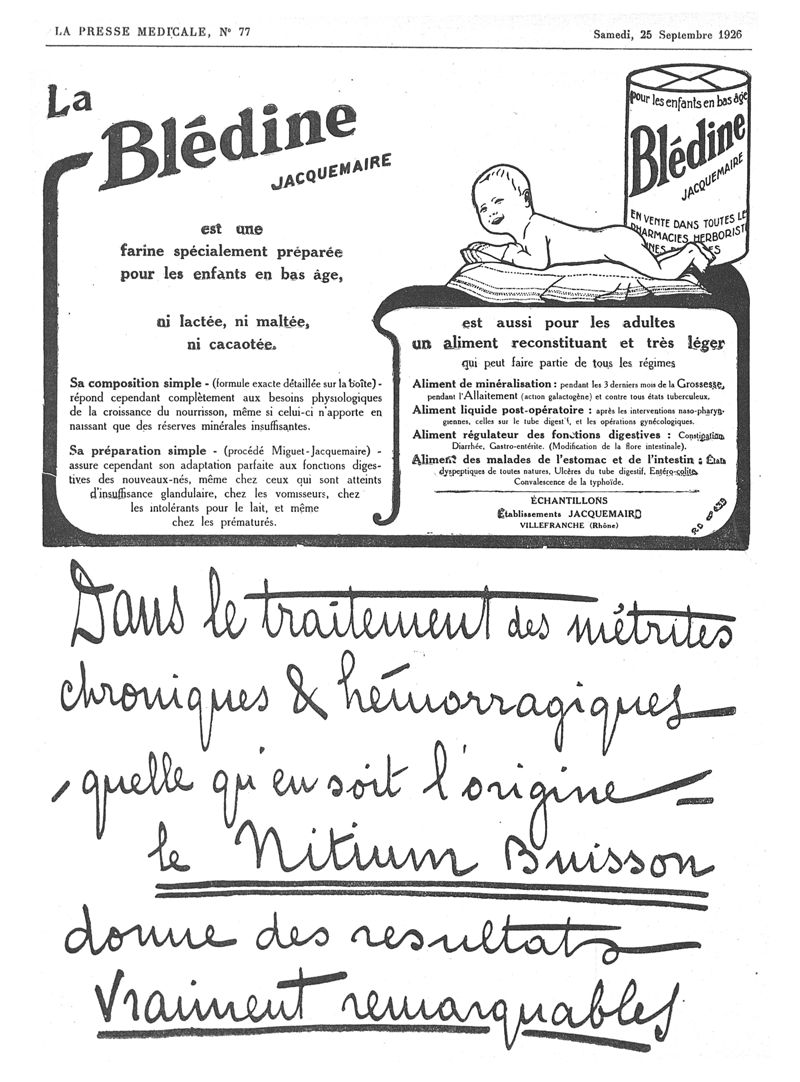 LA PRESSE MEDICALE, N° 77
Samedi, 25 Septembre 1926
La
Blédine
JACQUEMAIRE
est une
farine spécialement préparée
pour les enfants en bas âge,
ni lactée, ni maltée,
ni cacaotée.
Sa composition simple - (formule exacte détaillée sur la boîte) -
répond cependant complètement aux besoins physiologiques
de la croissance du nourrisson, même si celui-ci n'apporte en
naissant que des réserves minérales insuffisantes.
Sa préparation simple - (procédé Miguet-Jacquemaire) -
assure cependant son adaptation parfaite aux fonctions diges-
tives des nouveaux-nés, même chez ceux qui sont atteints
d'insuffisance glandulaire, chez les vomisseurs, chez
les intolérants pour le lait, et même
chez les prématurés.
pour les enfants en bas âge
Blédine
JACQUEMAIRE
EN VENTE DANS TOUTES LES
PHARMACIES HERBORIST
est aussi pour les adultes
un aliment reconstituant et très léger
qui peut faire partie de tous les régimes
Aliment de minéralisation : pendant les 3 derniers mois de la Grossesse,
pendant l'Allaitement (action galactogène) et contre tous états tuberculeux.
Aliment liquide post-opératoire : après les interventions naso-pharyn-
giennes, celles sur le tube digestif, et les opérations gynécologiques.
Aliment régulateur des fonctions digestives : Constipation
Diarrhée, Gastro-entérite. (Modification de la flore intestinale).
Aliment des malades de l'estomac et de l'intestin : États
dyspeptiques de toutes natures, Ulcères du tube digestif, Entéro-colite,
Convalescence de la typhoïde.
ÉCHANTILLONS
Établissements JACQUEMAIRE
VILLEFRANCHE (Rhône)
Dans le traitement des métrites
chroniques & hémorragiques
, quelle qu'en soit l'origine
le Nitium Buisson
donne des resultats
vraiment remarquables